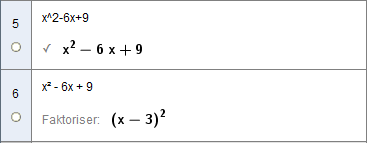 5
x^2-6x+9
✓ x² − 6 x + 9
6
x² - 6x + 9
Faktoriser: (x − 3)²